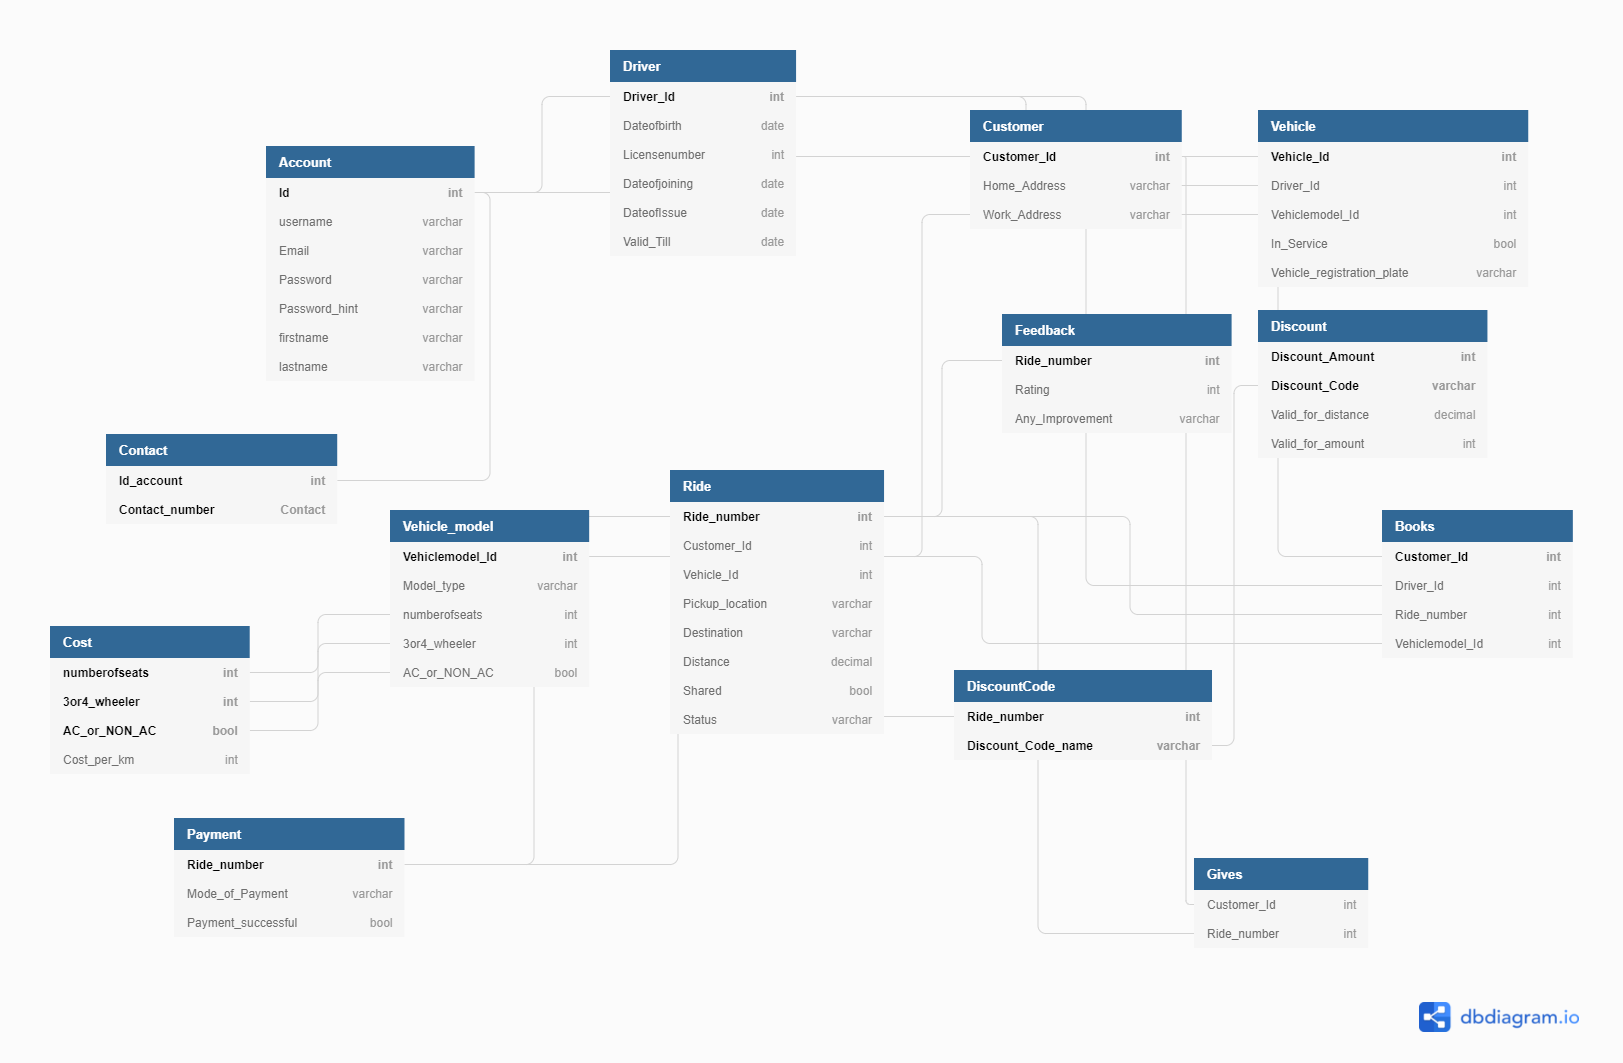 Driver
Driver_Id int
Dateofbirth date
Licensenumber int
Dateofjoining date
DateofIssue date
Valid_Till date
Customer
Customer_Id int
Home_Address varchar
Work_Address varchar
Vehicle
Vehicle_Id int
Driver_Id int
Vehiclemodel_Id int
In_Service bool
Vehicle_registration_plate varchar
Account
Id int
username varchar
Email varchar
Password varchar
Password_hint varchar
firstname varchar
lastname varchar
Feedback
Ride_number int
Rating int
Any_Improvement varchar
Discount
Discount_Amount int
Discount_Code varchar
Valid_for_distance decimal
Valid_for_amount int
Contact
Id_account int
Contact_number Contact
Vehicle_model
Vehiclemodel_Id int
Model_type varchar
numberofseats int
3or4_wheeler int
AC_or_NON_AC bool
Ride
Ride_number int
Customer_Id int
Vehicle_Id int
Pickup_location varchar
Destination varchar
Distance decimal
Shared bool
Status varchar
Books
Customer_Id int
Driver_Id int
Ride_number int
Vehiclemodel_Id int
Cost
numberofseats int
3or4_wheeler int
AC_or_NON_AC bool
Cost_per_km int
DiscountCode
Ride_number int
Discount_Code_name varchar
Payment
Ride_number int
Mode_of_Payment varchar
Payment_successful bool
Gives
Customer_Id int
Ride_number int
dbdiagram.io